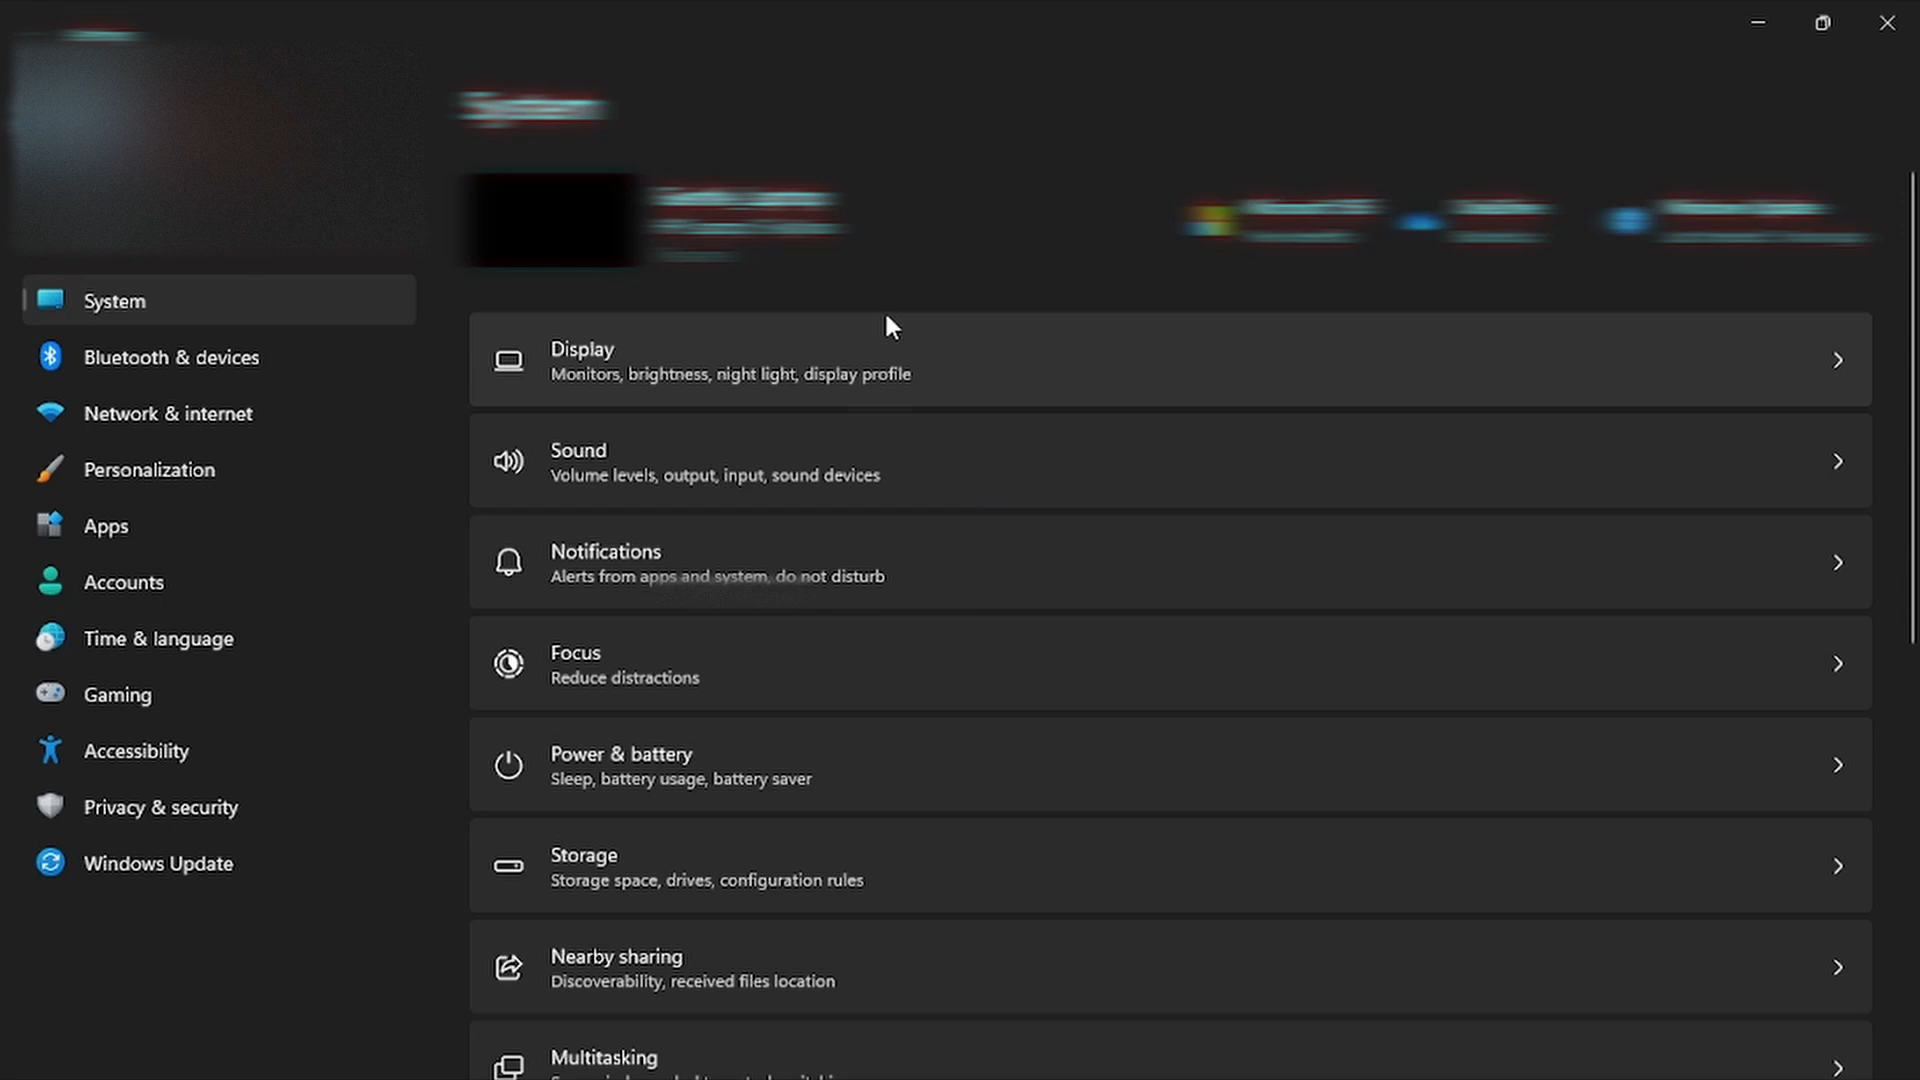 System
Bluetooth & devices
Network & internet
Personalization
Apps
Accounts
Time & language
Gaming
Accessibility
Privacy & security
Windows Update
Display
Monitors, brightness, night light, display profile
Sound
Volume levels, output, input, sound devices
Notifications
Alerts from apps and system, do not disturb
Focus
Reduce distractions
Power & battery
Sleep, battery usage, battery saver
Storage
Storage space, drives, configuration rules
Nearby sharing
Discoverability, received files location
Multitasking